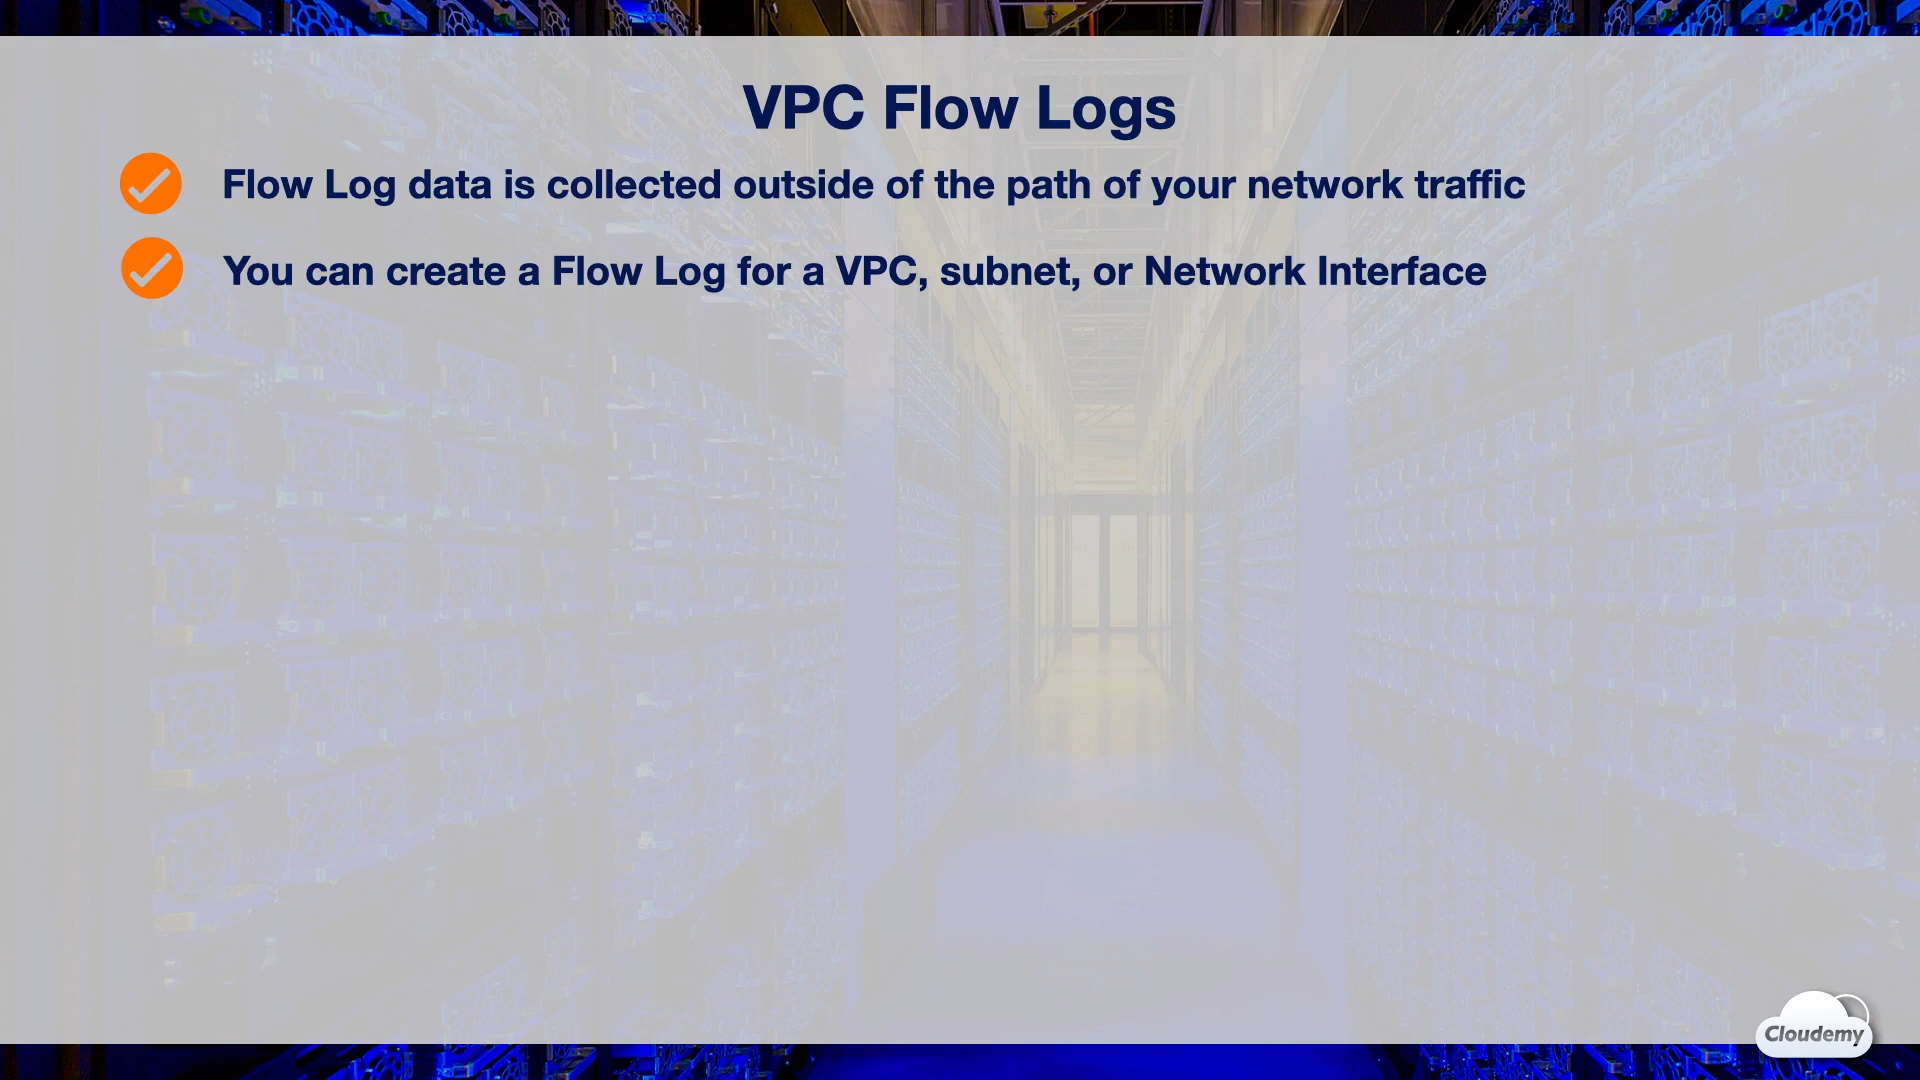 VPC Flow Logs
Flow Log data is collected outside of the path of your network traffic
You can create a Flow Log for a VPC, subnet, or Network Interface
Cloudemy